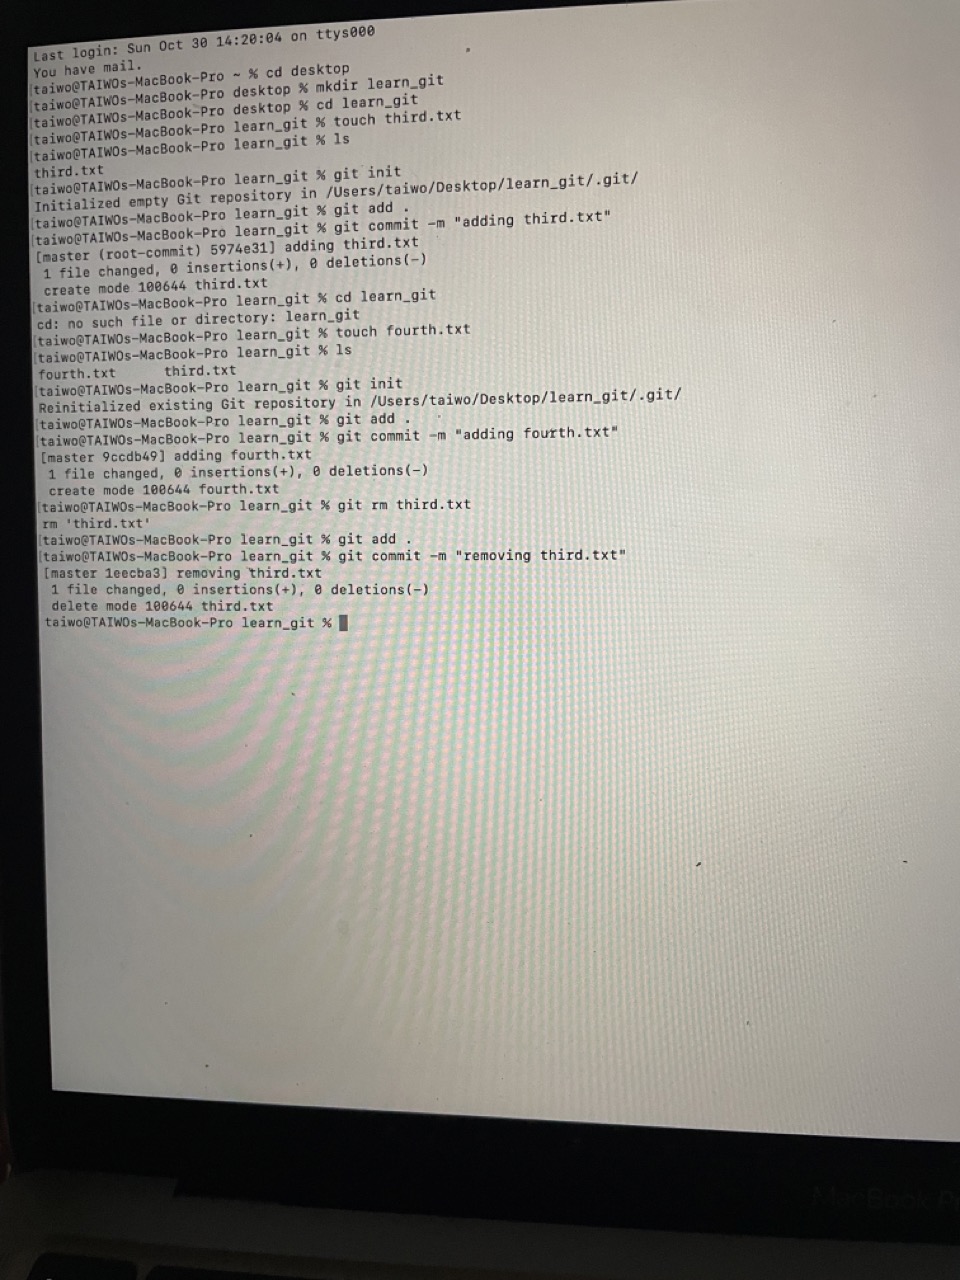 Last login: Sun Oct 30 14:20:04 on ttys000
You have mail.
[taiwo@TAIWOs-MacBook-Pro ~ % cd desktop
[taiwo@TAIWOs-MacBook-Pro desktop % mkdir learn_git
[taiwo@TAIWOs-MacBook-Pro desktop % cd learn_git
[taiwo@TAIWOs-MacBook-Pro learn_git % touch third.txt
[taiwo@TAIWOs-MacBook-Pro learn_git % ls
third.txt
[taiwo@TAIWOs-MacBook-Pro learn_git % git init
Initialized empty Git repository in /Users/taiwo/Desktop/learn_git/.git/
[taiwo@TAIWOs-MacBook-Pro learn_git % git add .
[taiwo@TAIWOs-MacBook-Pro learn_git % git commit -m "adding third.txt"
[master (root-commit) 5974e31] adding third.txt
1 file changed, 0 insertions(+), 0 deletions(-)
create mode 100644 third.txt
[taiwo@TAIWOs-MacBook-Pro learn_git % cd learn_git
cd: no such file or directory: learn_git
[taiwo@TAIWOs-MacBook-Pro learn_git % touch fourth.txt
[taiwo@TAIWOs-MacBook-Pro learn_git % ls
fourth.txt third.txt
[taiwo@TAIWOs-MacBook-Pro learn_git % git init
Reinitialized existing Git repository in /Users/taiwo/Desktop/learn_git/.git/
[taiwo@TAIWOs-MacBook-Pro learn_git % git add .
[taiwo@TAIWOs-MacBook-Pro learn_git % git commit -m "adding fourth.txt"
[master 9ccdb49] adding fourth.txt
1 file changed, 0 insertions(+), 0 deletions(-)
create mode 100644 fourth.txt
[taiwo@TAIWOs-MacBook-Pro learn_git % git rm third.txt
rm 'third.txt'
[taiwo@TAIWOs-MacBook-Pro learn_git % git add .
[taiwo@TAIWOs-MacBook-Pro learn_git % git commit -m "removing third.txt"
[master 1eecba3] removing third.txt
1 file changed, 0 insertions(+), 0 deletions(-)
delete mode 100644 third.txt
taiwo@TAIWOs-MacBook-Pro learn_git %
MacBook